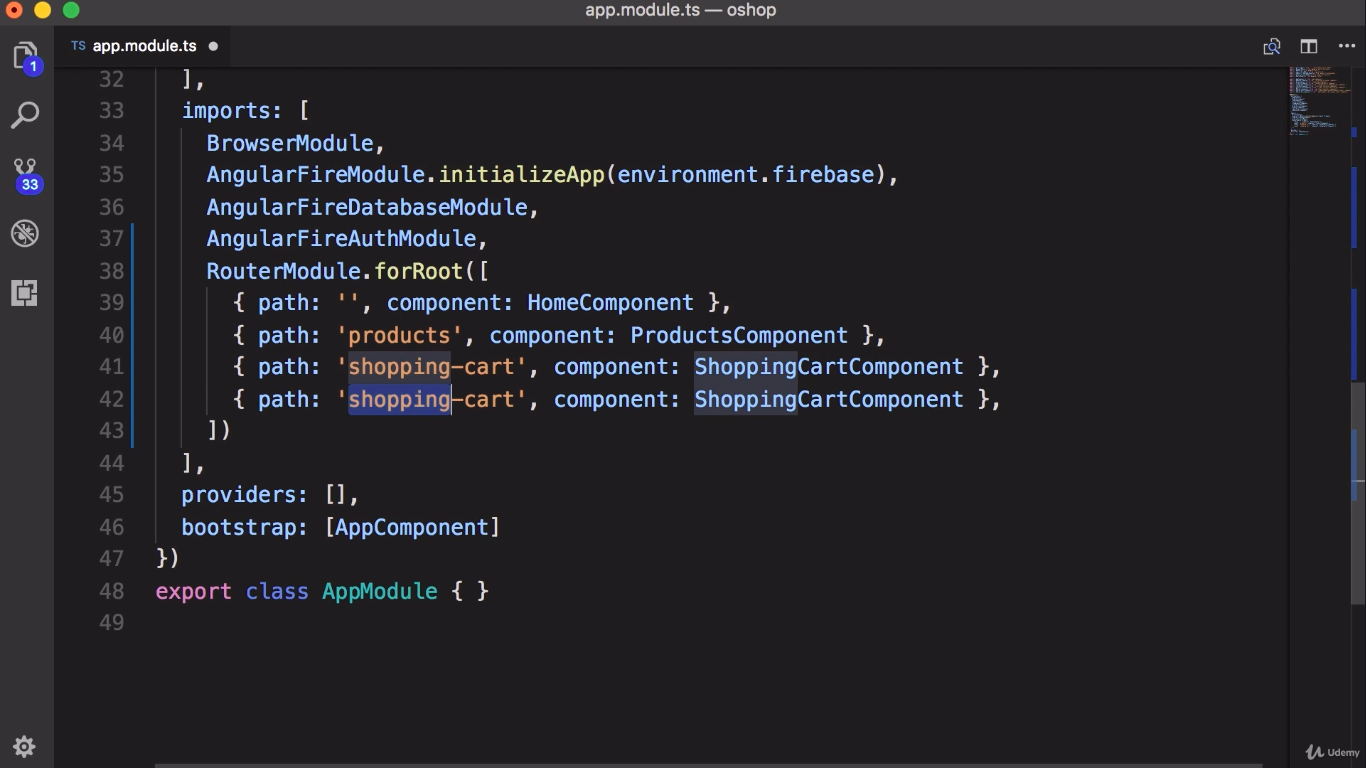 app.module.ts — oshop
TS app.module.ts
1
33
32 ],
33 imports: [
34 BrowserModule,
35 AngularFireModule.initializeApp(environment.firebase),
36 AngularFireDatabaseModule,
37 AngularFireAuthModule,
38 RouterModule.forRoot([
39 { path: '', component: HomeComponent },
40 { path: 'products', component: ProductsComponent },
41 { path: 'shopping-cart', component: ShoppingCartComponent },
42 { path: 'shopping-cart', component: ShoppingCartComponent },
43 ])
44 ],
45 providers: [],
46 bootstrap: [AppComponent]
47 })
48 export class AppModule { }
49
Udemy